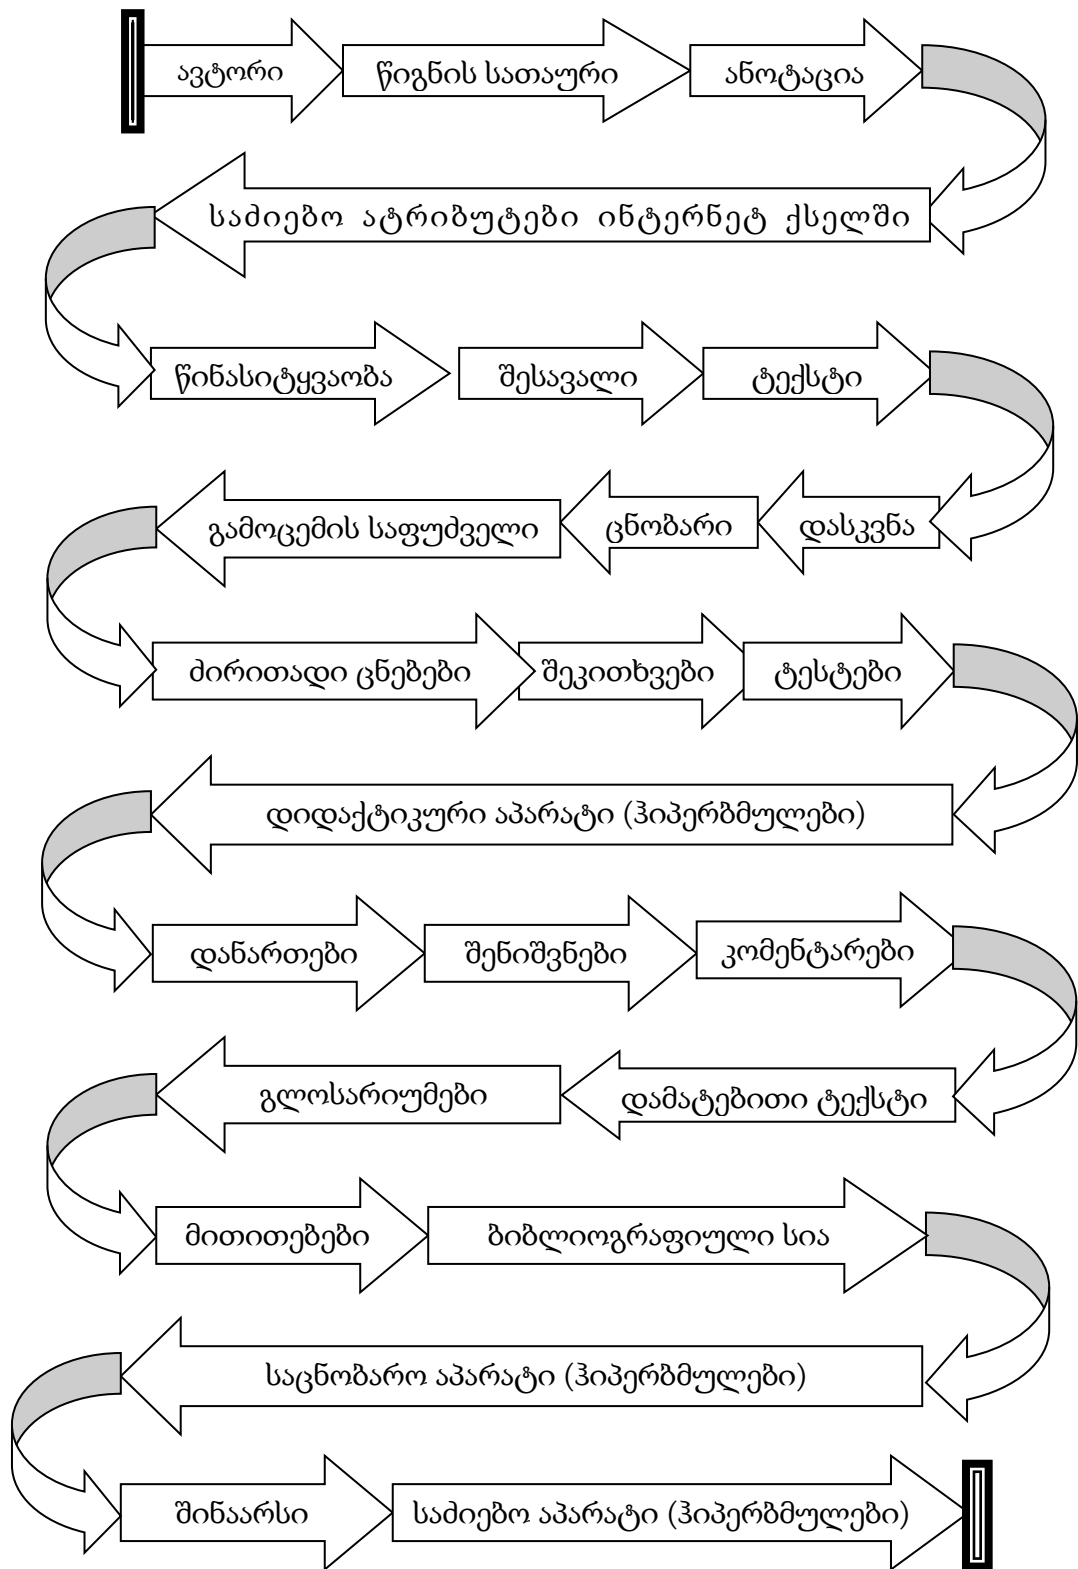 ავტორი წიგნის სათაური ანოტაცია
საძიებო ატრიბუტები ინტერნეტ ქსელში
წინასიტყვაობა შესავალი ტექსტი
გამოცემის საფუძველი ცნობარი დასკვნა
ძირითადი ცნებები შეკითხვები ტესტები
დიდაქტიკური აპარატი (ჰიპერბმულები)
დანართები შენიშვნები კომენტარები
გლოსარიუმები დამატებითი ტექსტი
მითითებები ბიბლიოგრაფიული სია
საცნობარო აპარატი (ჰიპერბმულები)
შინაარსი საძიებო აპარატი (ჰიპერბმულები)